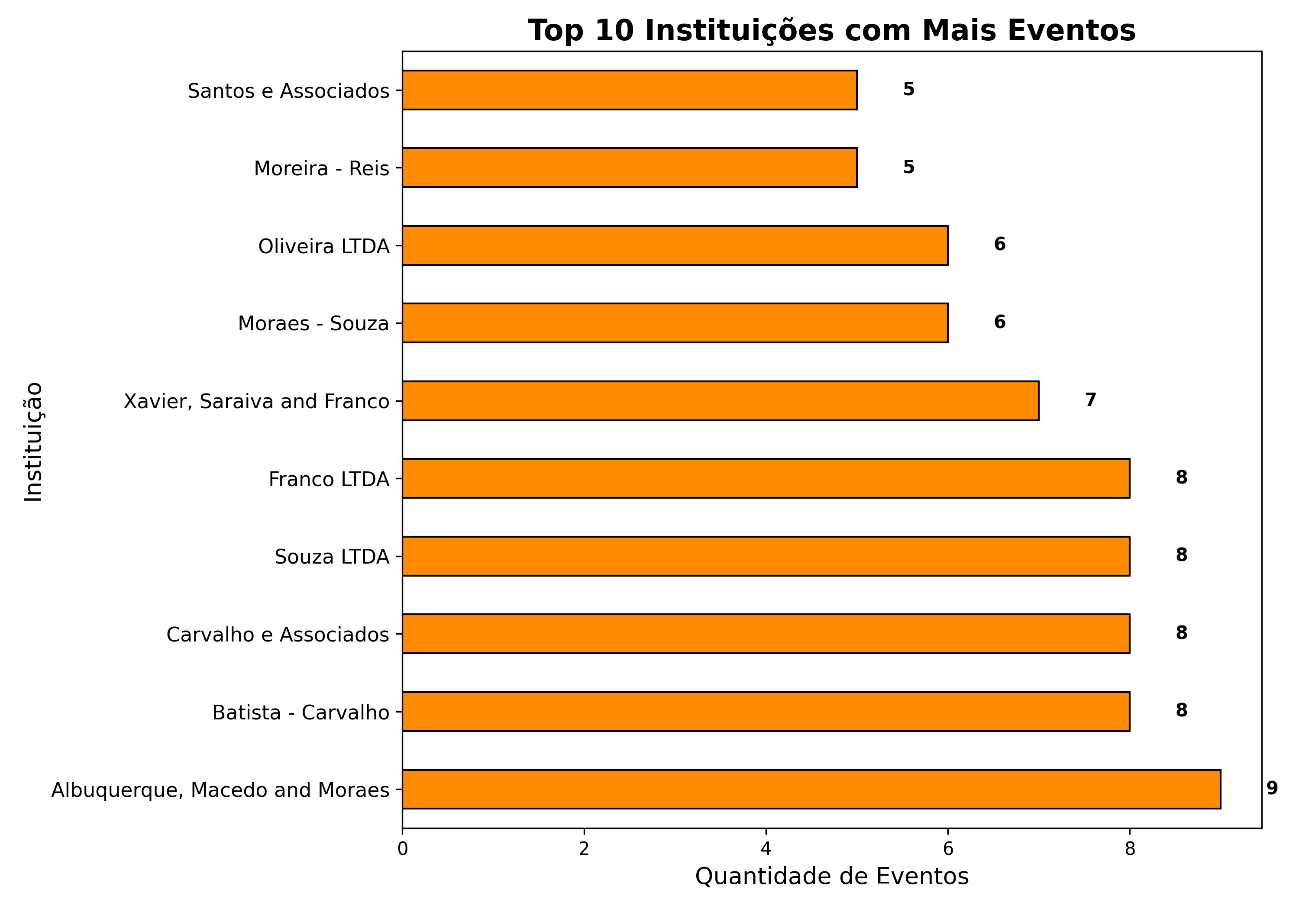 Top 10 Instituições com Mais Eventos
Santos e Associados
5
Moreira - Reis
5
Oliveira LTDA
6
Moraes - Souza
6
Xavier, Saraiva and Franco
7
Franco LTDA
8
Souza LTDA
8
Carvalho e Associados
8
Batista - Carvalho
8
Albuquerque, Macedo and Moraes
9
0 2 4 6 8
Quantidade de Eventos
Instituição